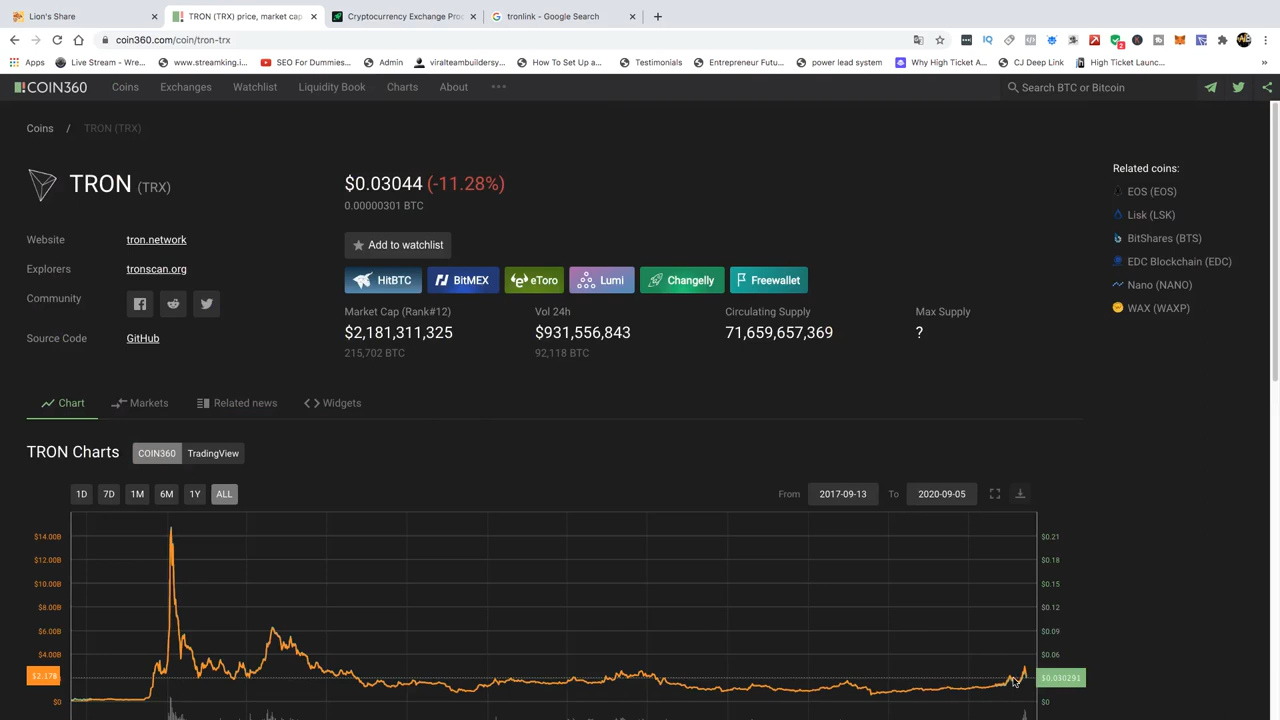 Lion's Share
TRON (TRX) price, market cap
Cryptocurrency Exchange Proc
tronlink - Google Search
coin360.com/coin/tron-trx
2
Apps
Live Stream - Wre...
www.streamking.i...
SEO For Dummies...
Admin
viralteambuildersy...
How To Set Up a...
Testimonials
Entrepreneur Futur...
power lead system
Why High Ticket A...
CJ Deep Link
High Ticket Launc...
COIN360
Coins
Exchanges
Watchlist
Liquidity Book
Charts
About
Search BTC or Bitcoin
Coins / TRON (TRX)
TRON (TRX)
$0.03044 (-11.28%)
0.00000301 BTC
Add to watchlist
Website tron.network
Explorers tronscan.org
Community
Source Code GitHub
HitBTC
BitMEX
eToro
Lumi
Changelly
Freewallet
Market Cap (Rank#12)
$2,181,311,325
215,702 BTC
Vol 24h
$931,556,843
92,118 BTC
Circulating Supply
71,659,657,369
Max Supply
?
Related coins:
EOS (EOS)
Lisk (LSK)
BitShares (BTS)
EDC Blockchain (EDC)
Nano (NANO)
WAX (WAXP)
Chart
Markets
Related news
Widgets
TRON Charts
COIN360
TradingView
1D 7D 1M 6M 1Y ALL
From 2017-09-13 To 2020-09-05
$14.00B
$12.00B
$10.00B
$8.00B
$6.00B
$4.00B
$2.17B
$0
$0.21
$0.18
$0.15
$0.12
$0.09
$0.06
$0.030291
$0